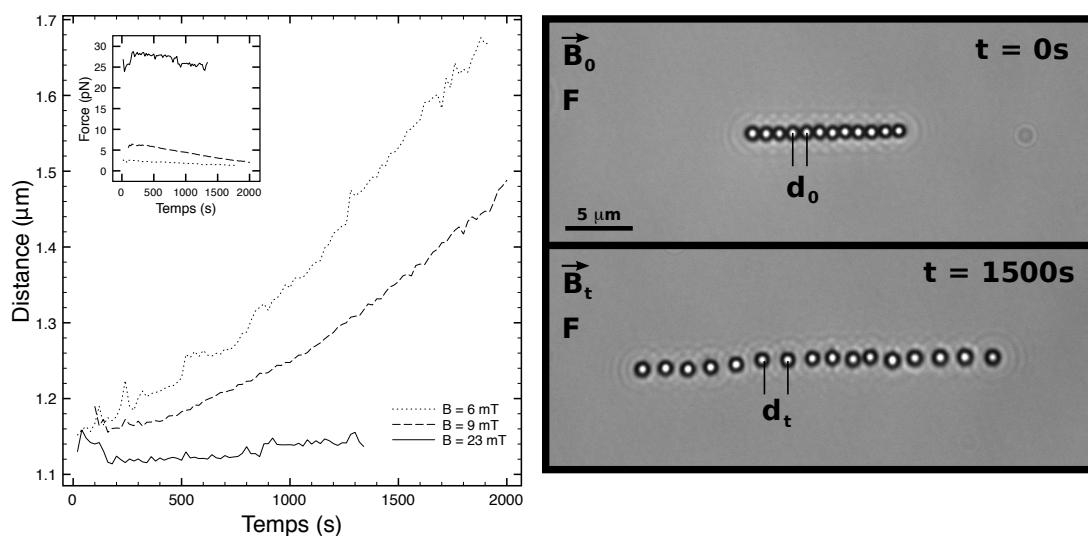 1.7
1.6
1.5
1.4
1.3
1.2
1.1
Distance (μm)
0
500
1000
1500
2000
Temps (s)
30
25
20
15
10
5
0
Force (pN)
0
500
1000
1500
2000
Temps (s)
B = 6 mT
B = 9 mT
B = 23 mT
B₀
t = 0s
F
d₀
5 μm
Bₜ
t = 1500s
F
dₜ